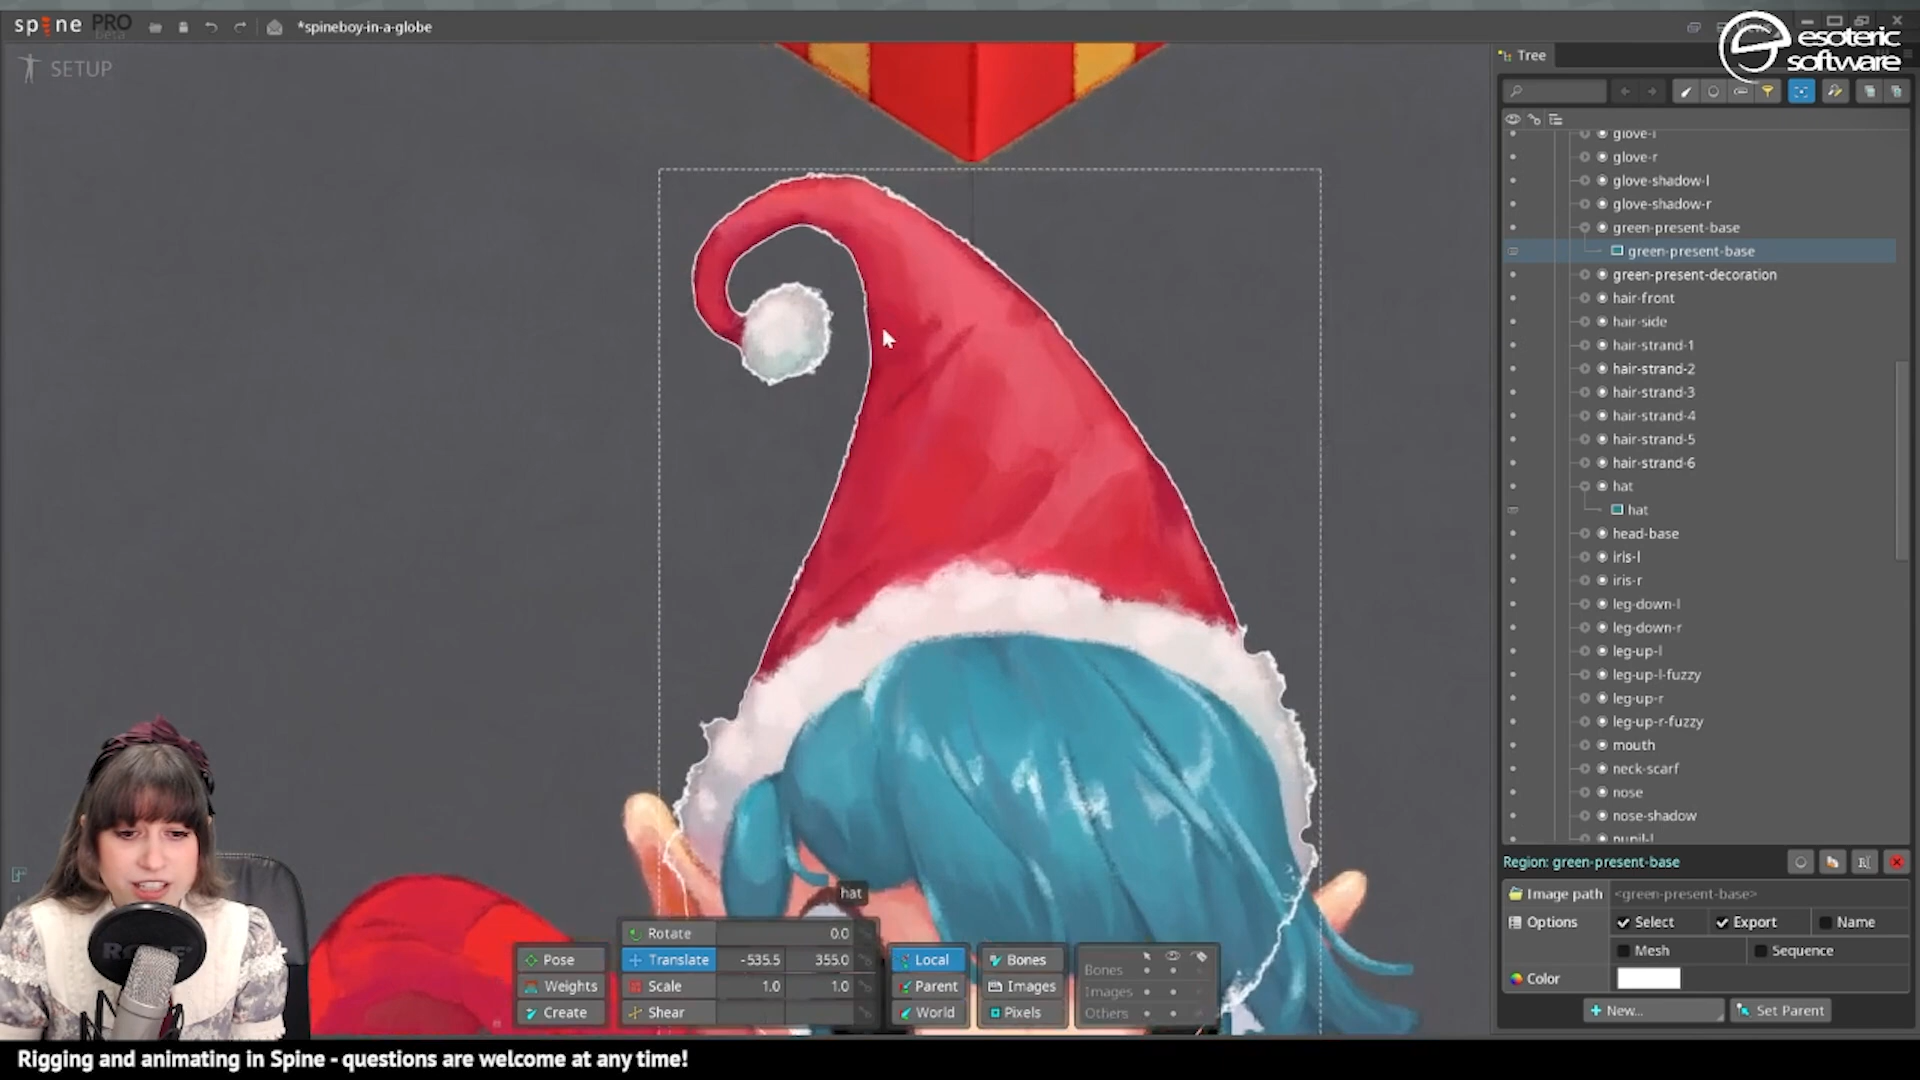 spine PRO
beta
*spineboy-in-a-globe
esoteric
software
SETUP
Tree
glove-l
glove-r
glove-shadow-l
glove-shadow-r
green-present-base
green-present-base
green-present-decoration
hair-front
hair-side
hair-strand-1
hair-strand-2
hair-strand-3
hair-strand-4
hair-strand-5
hair-strand-6
hat
hat
head-base
iris-l
iris-r
leg-down-l
leg-down-r
leg-up-l
leg-up-l-fuzzy
leg-up-r
leg-up-r-fuzzy
mouth
neck-scarf
nose
nose-shadow
pupil-l
Region: green-present-base
Image path <green-present-base>
Options Select Export Name
Mesh Sequence
Color
New... Set Parent
hat
Pose
Weights
Create
Rotate 0.0
Translate -535.5 355.0
Scale 1.0 1.0
Shear
Local
Parent
World
Bones
Images
Pixels
Bones
Images
Others
Rigging and animating in Spine - questions are welcome at any time!